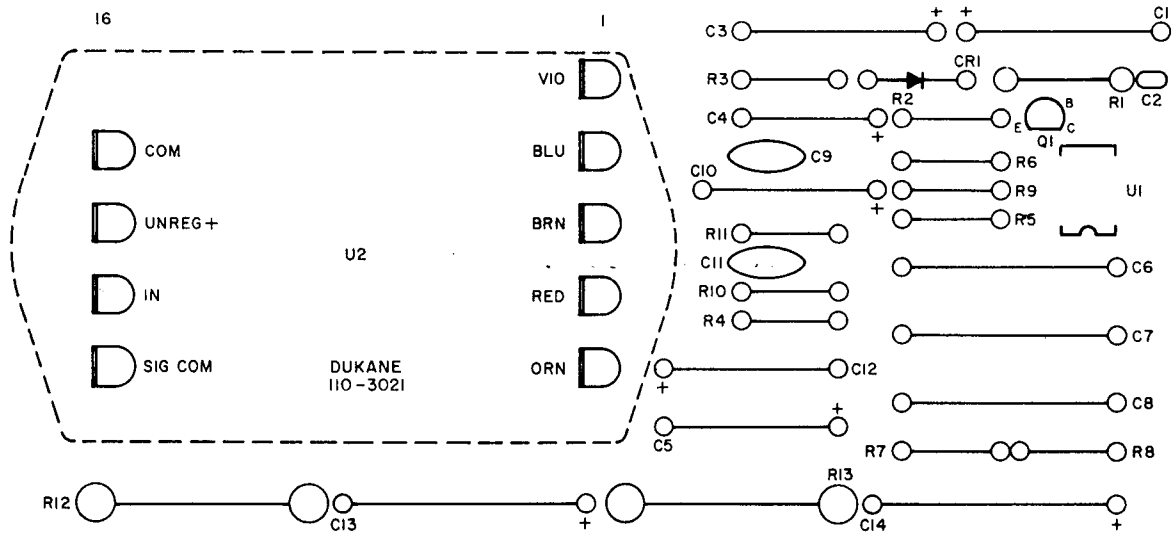 16
1
C3
+
+
C1
VIO
R3
CR1
R2
R1
C2
C4
+
E
B
C
Q1
COM
BLU
C9
R6
C10
+
R9
U1
UNREG+
BRN
R11
R5
U2
C11
C6
IN
RED
R10
R4
C7
SIG COM
DUKANE
110-3021
ORN
C12
+
C8
+
C5
R7
R8
R12
C13
+
R13
C14
+